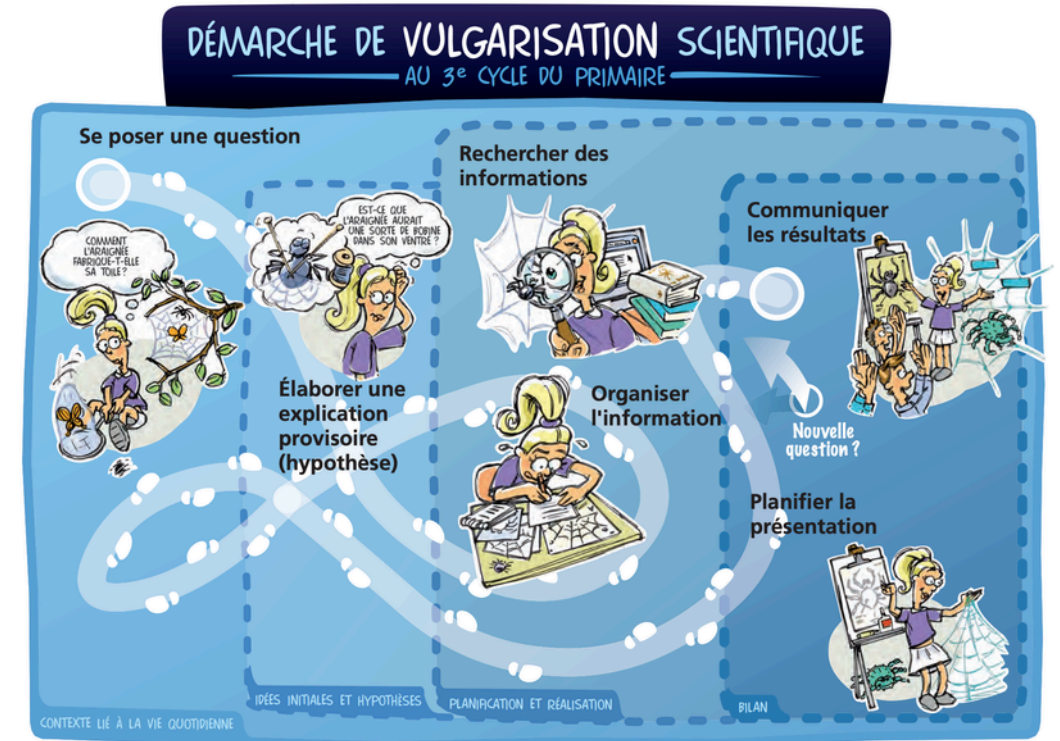 DÉMARCHE DE VULGARISATION SCIENTIFIQUE
AU 3e CYCLE DU PRIMAIRE
Se poser une question
COMMENT
L'ARAIGNÉE
FABRIQUE-T-ELLE
SA TOILE?
EST-CE QUE
L'ARAIGNÉE AURAIT
UNE SORTE DE BOBINE
DANS SON VENTRE?
Élaborer une
explication
provisoire
(hypothèse)
Rechercher des
informations
Organiser
l'information
Communiquer
les résultats
Nouvelle
question ?
Planifier la
présentation
CONTEXTE LIÉ À LA VIE QUOTIDIENNE
IDÉES INITIALES ET HYPOTHÈSES
PLANIFICATION ET RÉALISATION
BILAN